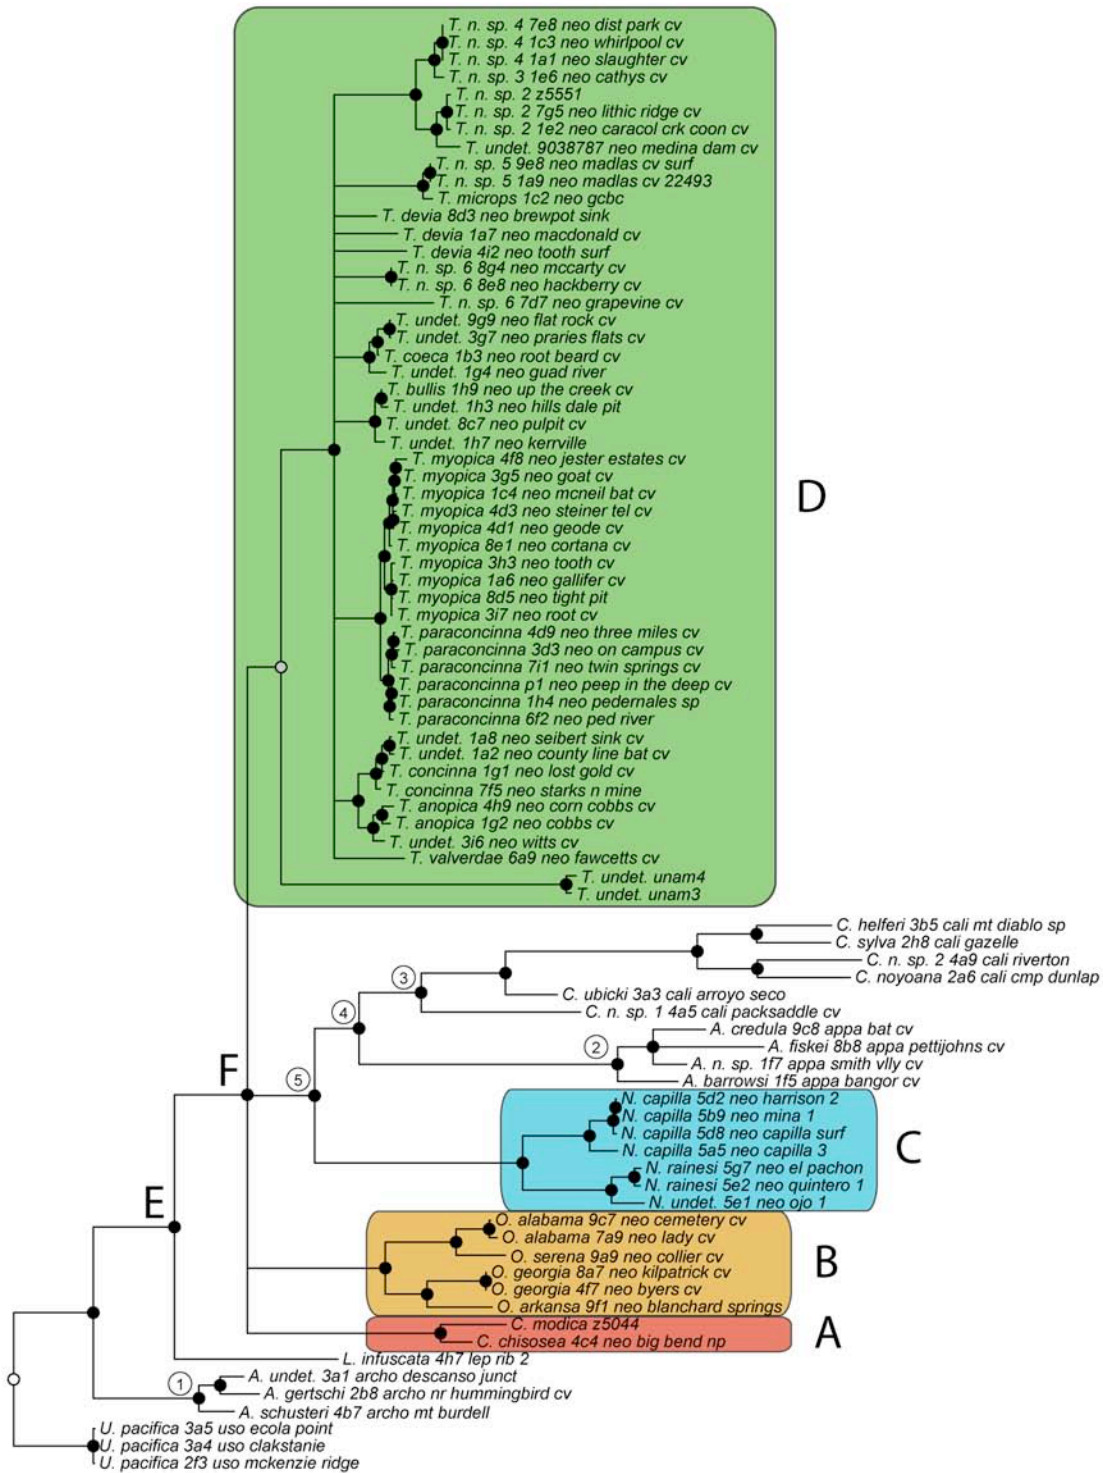 T. n. sp. 4 7e8 neo dist park cv
T. n. sp. 4 1c3 neo whirlpool cv
T. n. sp. 4 1a1 neo slaughter cv
T. n. sp. 3 1e6 neo cathys cv
T. n. sp. 2 z5551
T. n. sp. 2 7g5 neo lithic ridge cv
T. n. sp. 2 1e2 neo caracol crk coon cv
T. undet. 9038787 neo medina dam cv
T. n. sp. 5 9e8 neo madlas cv surf
T. n. sp. 5 1a9 neo madlas cv 22493
T. microps 1c2 neo gcbc
T. devia 8d3 neo brewpot sink
T. devia 1a7 neo macdonald cv
T. devia 4i2 neo tooth surf
T. n. sp. 6 8g4 neo mccarty cv
T. n. sp. 6 8e8 neo hackberry cv
T. n. sp. 6 7d7 neo grapevine cv
T. undet. 9g9 neo flat rock cv
T. undet. 3g7 neo praries flats cv
T. coeca 1b3 neo root beard cv
T. undet. 1g4 neo guad river
T. bullis 1h9 neo up the creek cv
T. undet. 1h3 neo hills dale pit
T. undet. 8c7 neo pulpit cv
T. undet. 1h7 neo kerrville
T. myopica 4f8 neo jester estates cv
T. myopica 3g5 neo goat cv
T. myopica 1c4 neo mcneil bat cv
T. myopica 4d3 neo steiner tel cv
T. myopica 4d1 neo geode cv
T. myopica 8e1 neo cortana cv
T. myopica 3h3 neo tooth cv
T. myopica 1a6 neo gallifer cv
T. myopica 8d5 neo tight pit
T. myopica 3i7 neo root cv
T. paraconcinna 4d9 neo three miles cv
T. paraconcinna 3d3 neo on campus cv
T. paraconcinna 7i1 neo twin springs cv
T. paraconcinna p1 neo peep in the deep cv
T. paraconcinna 1h4 neo pedernales sp
T. paraconcinna 6f2 neo ped river
T. undet. 1a8 neo seibert sink cv
T. undet. 1a2 neo county line bat cv
T. concinna 1g1 neo lost gold cv
T. concinna 7f5 neo starks n mine
T. anopica 4h9 neo corn cobbs cv
T. anopica 1g2 neo cobbs cv
T. undet. 3i6 neo witts cv
T. valverdae 6a9 neo fawcetts cv
T. undet. unam4
T. undet. unam3
D
C. helferi 3b5 cali mt diablo sp
C. sylva 2h8 cali gazelle
C. n. sp. 2 4a9 cali riverton
C. noyoana 2a6 cali cmp dunlap
3
C. ubicki 3a3 cali arroyo seco
C. n. sp. 1 4a5 cali packsaddle cv
4
A. credula 9c8 appa bat cv
2
A. fiskei 8b8 appa pettijohns cv
A. n. sp. 1f7 appa smith vlly cv
A. barrowsi 1f5 appa bangor cv
F
5
N. capilla 5d2 neo harrison 2
N. capilla 5b9 neo mina 1
N. capilla 5d8 neo capilla surf
N. capilla 5a5 neo capilla 3
N. rainesi 5g7 neo el pachon
N. rainesi 5e2 neo quintero 1
N. undet. 5e1 neo ojo 1
C
E
O. alabama 9c7 neo cemetery cv
O. alabama 7a9 neo lady cv
O. serena 9a9 neo collier cv
O. georgia 8a7 neo kilpatrick cv
O. georgia 4f7 neo byers cv
O. arkansa 9f1 neo blanchard springs
B
C. modica z5044
C. chisosea 4c4 neo big bend np
A
L. infuscata 4h7 lep rib 2
1
A. undet. 3a1 archo descanso junct
A. gertschi 2b8 archo nr hummingbird cv
A. schusteri 4b7 archo mt burdell
U. pacifica 3a5 uso ecola point
U. pacifica 3a4 uso clakstanie
U. pacifica 2f3 uso mckenzie ridge